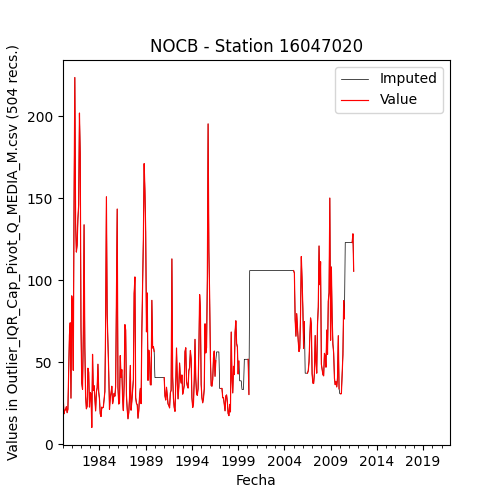 NOCB - Station 16047020
Values in Outlier_IQR_Cap_Pivot_Q_MEDIA_M.csv (504 recs.)
Imputed
Value
200
150
100
50
0
1984 1989 1994 1999 2004 2009 2014 2019
Fecha